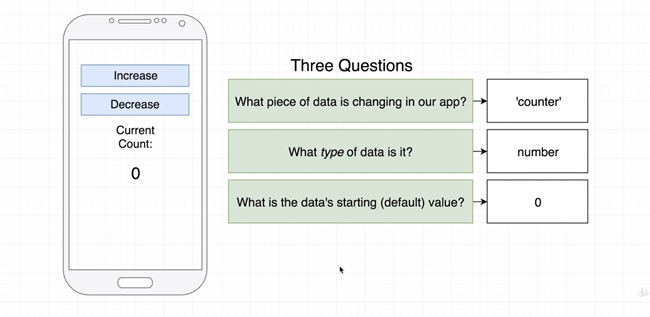 Increase
Decrease
Current
Count:
0
Three Questions
What piece of data is changing in our app?
'counter'
What type of data is it?
number
What is the data's starting (default) value?
0